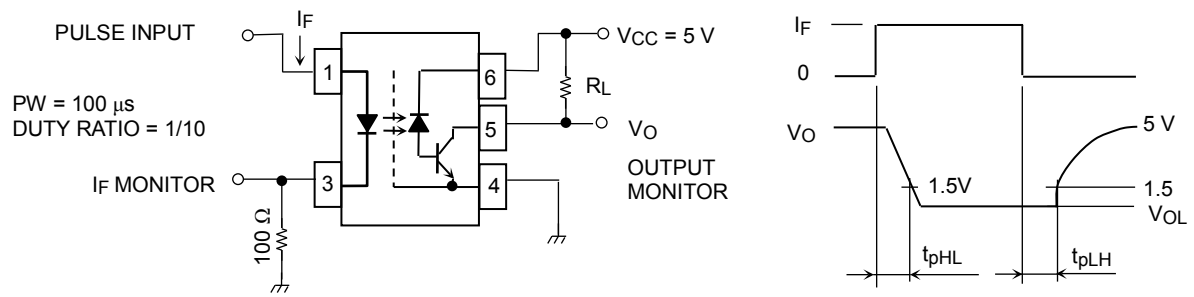 PULSE INPUT
IF
VCC = 5 V
1
6
RL
PW = 100 μs
DUTY RATIO = 1/10
5
VO
IF MONITOR
3
4
OUTPUT
MONITOR
100 Ω
IF
0
VO
5 V
1.5V
1.5
VOL
tpHL
tpLH